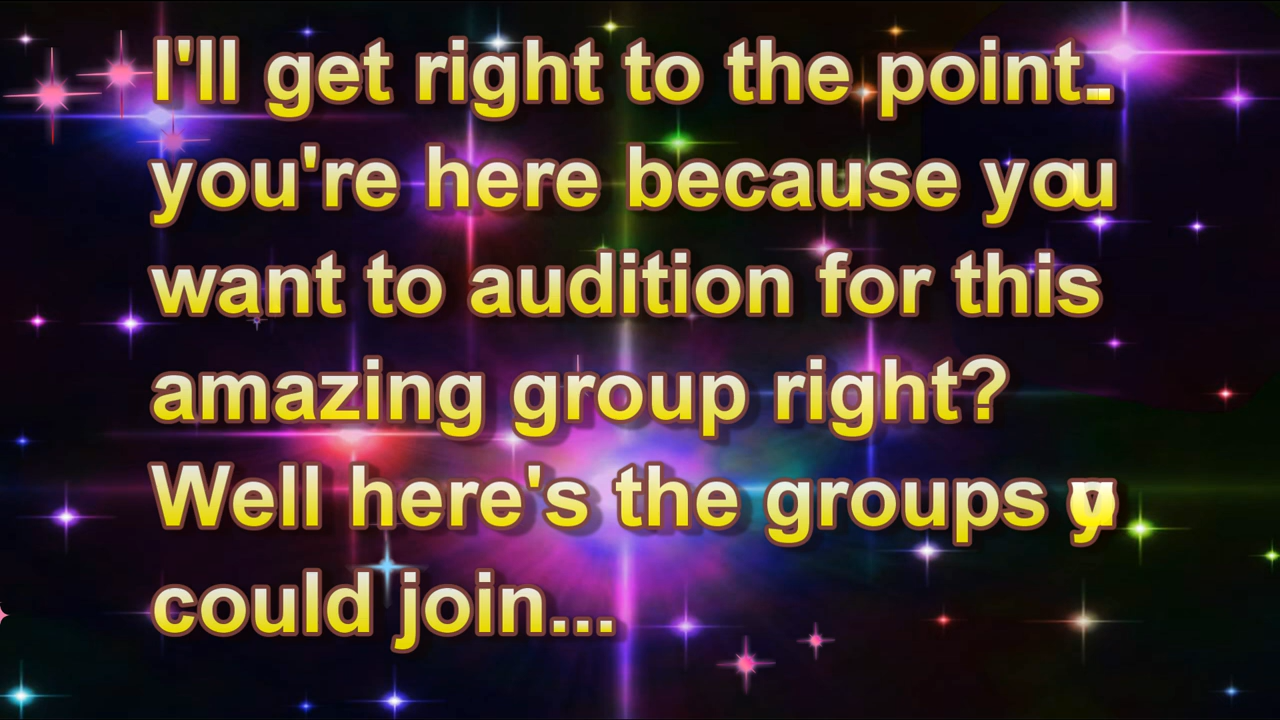 I'll get right to the point..
you're here because you
want to audition for this
amazing group right?
Well here's the groups
could join...